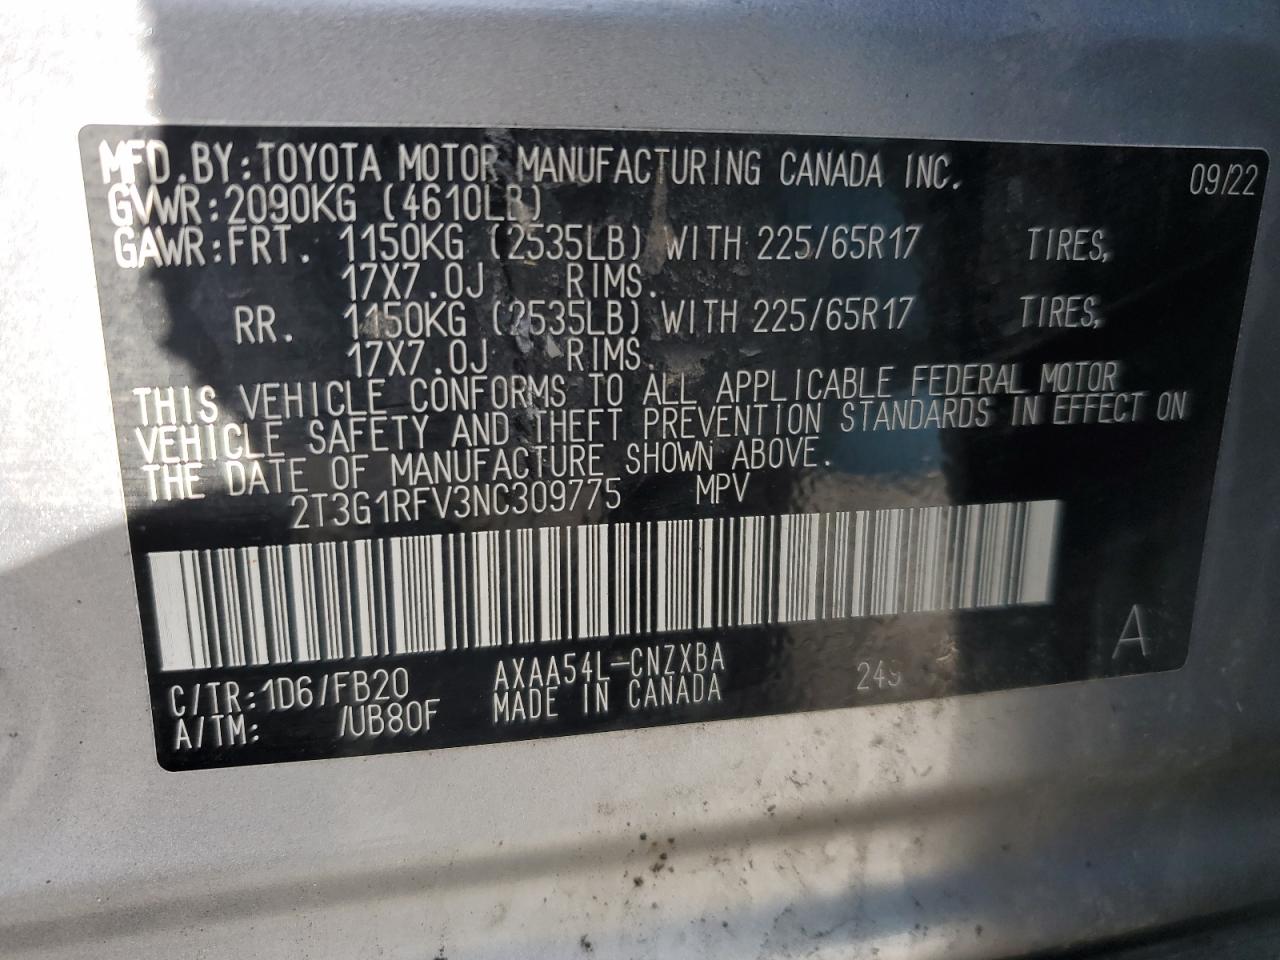 MFD.BY:TOYOTA MOTOR MANUFACTURING CANADA INC. 09/22
GVWR:2090KG (4610LB)
GAWR:FRT. 1150KG (2535LB) WITH 225/65R17 TIRES,
17X7.0J RIMS.
RR. 1150KG (2535LB) WITH 225/65R17 TIRES,
17X7.0J RIMS.
THIS VEHICLE CONFORMS TO ALL APPLICABLE FEDERAL MOTOR
VEHICLE SAFETY AND THEFT PREVENTION STANDARDS IN EFFECT ON
THE DATE OF MANUFACTURE SHOWN ABOVE.
2T3G1RFV3NC309775 MPV
A
C/TR:1D6/FB20 AXAA54L-CNZXBA
A/TM: /UB80F MADE IN CANADA